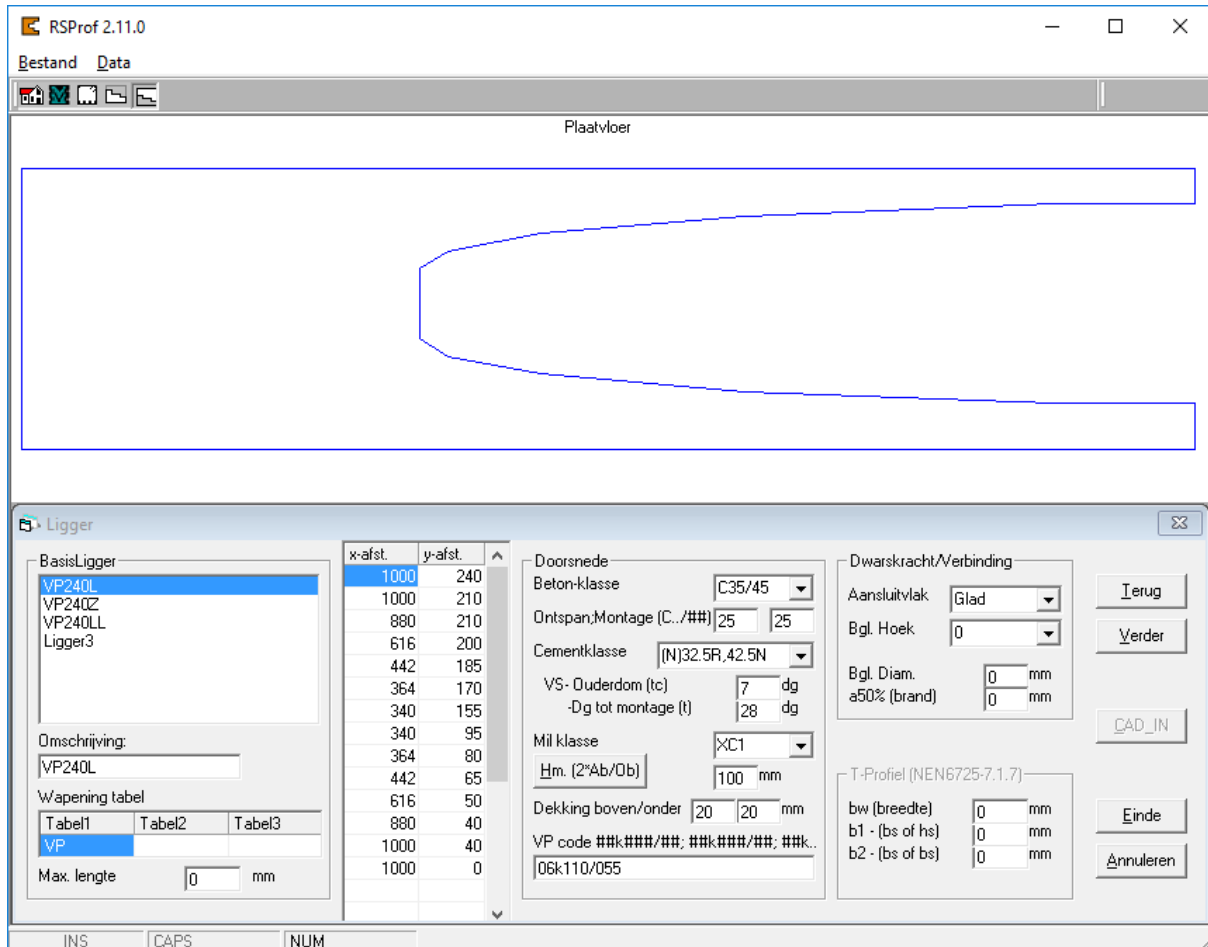 RSProf 2.11.0
Bestand Data
Plaatvloer
Ligger
BasisLigger
VP240L
VP240Z
VP240LL
Ligger3
Omschrijving:
VP240L
Wapening tabel
Tabel1 Tabel2 Tabel3
VP
Max. lengte 0 mm
x-afst. y-afst.
1000 240
1000 210
880 210
616 200
442 185
364 170
340 155
340 95
364 80
442 65
616 50
880 40
1000 40
1000 0
Doorsnede
Beton-klasse C35/45
Ontspan;Montage (C../##) 25 25
Cementklasse (N)32.5R,42.5N
VS- Ouderdom (tc) 7 dg
-Dg tot montage (t) 28 dg
Mil klasse XC1
Hm. (2*Ab/Ob) 100 mm
Dekking boven/onder 20 20 mm
VP code ##k###/##; ##k###/##; ##k..
06k110/055
Dwarskracht/Verbinding
Aansluitvlak Glad
Bgl. Hoek 0
Bgl. Diam. 0 mm
a50% (brand) 0 mm
T-Profiel (NEN6725-7.1.7)
bw (breedte) 0 mm
b1 - (bs of hs) 0 mm
b2 - (bs of bs) 0 mm
Terug
Verder
CAD_IN
Einde
Annuleren
INS CAPS NUM